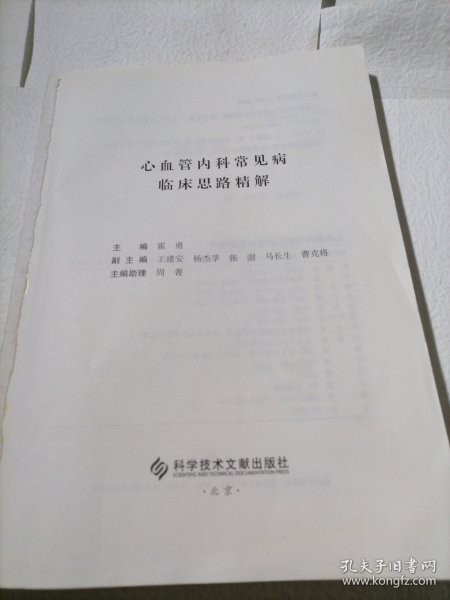 心血管内科常见病
临床思路精解
主 编 霍 勇
副主编 王建安 杨杰孚 张 澍 马长生 曹克将
主编助理 周 菁
科学技术文献出版社
SCIENTIFIC AND TECHNICAL DOCUMENTATION PRESS
·北京·
孔夫子旧书网
www.kongfz.com